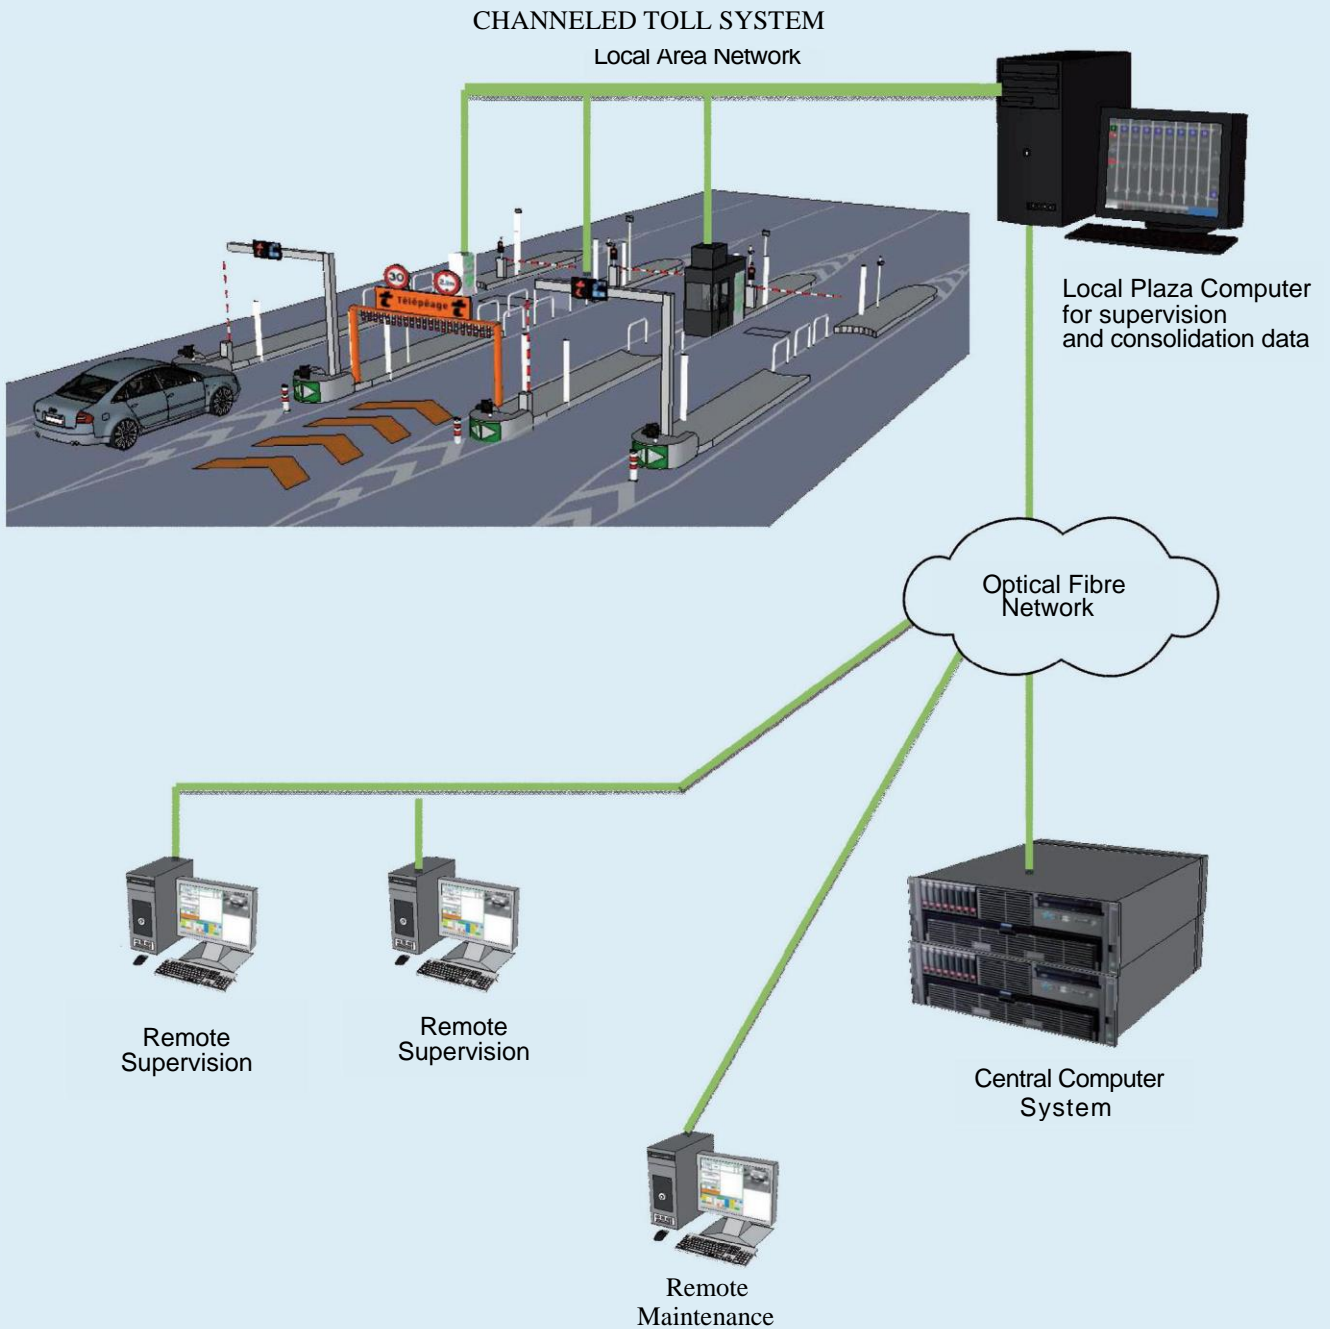 CHANNELED TOLL SYSTEM
Local Area Network
30
Télépéage
Local Plaza Computer
for supervision
and consolidation data
Optical Fibre
Network
Remote
Supervision
Remote
Supervision
Central Computer
System
Remote
Maintenance